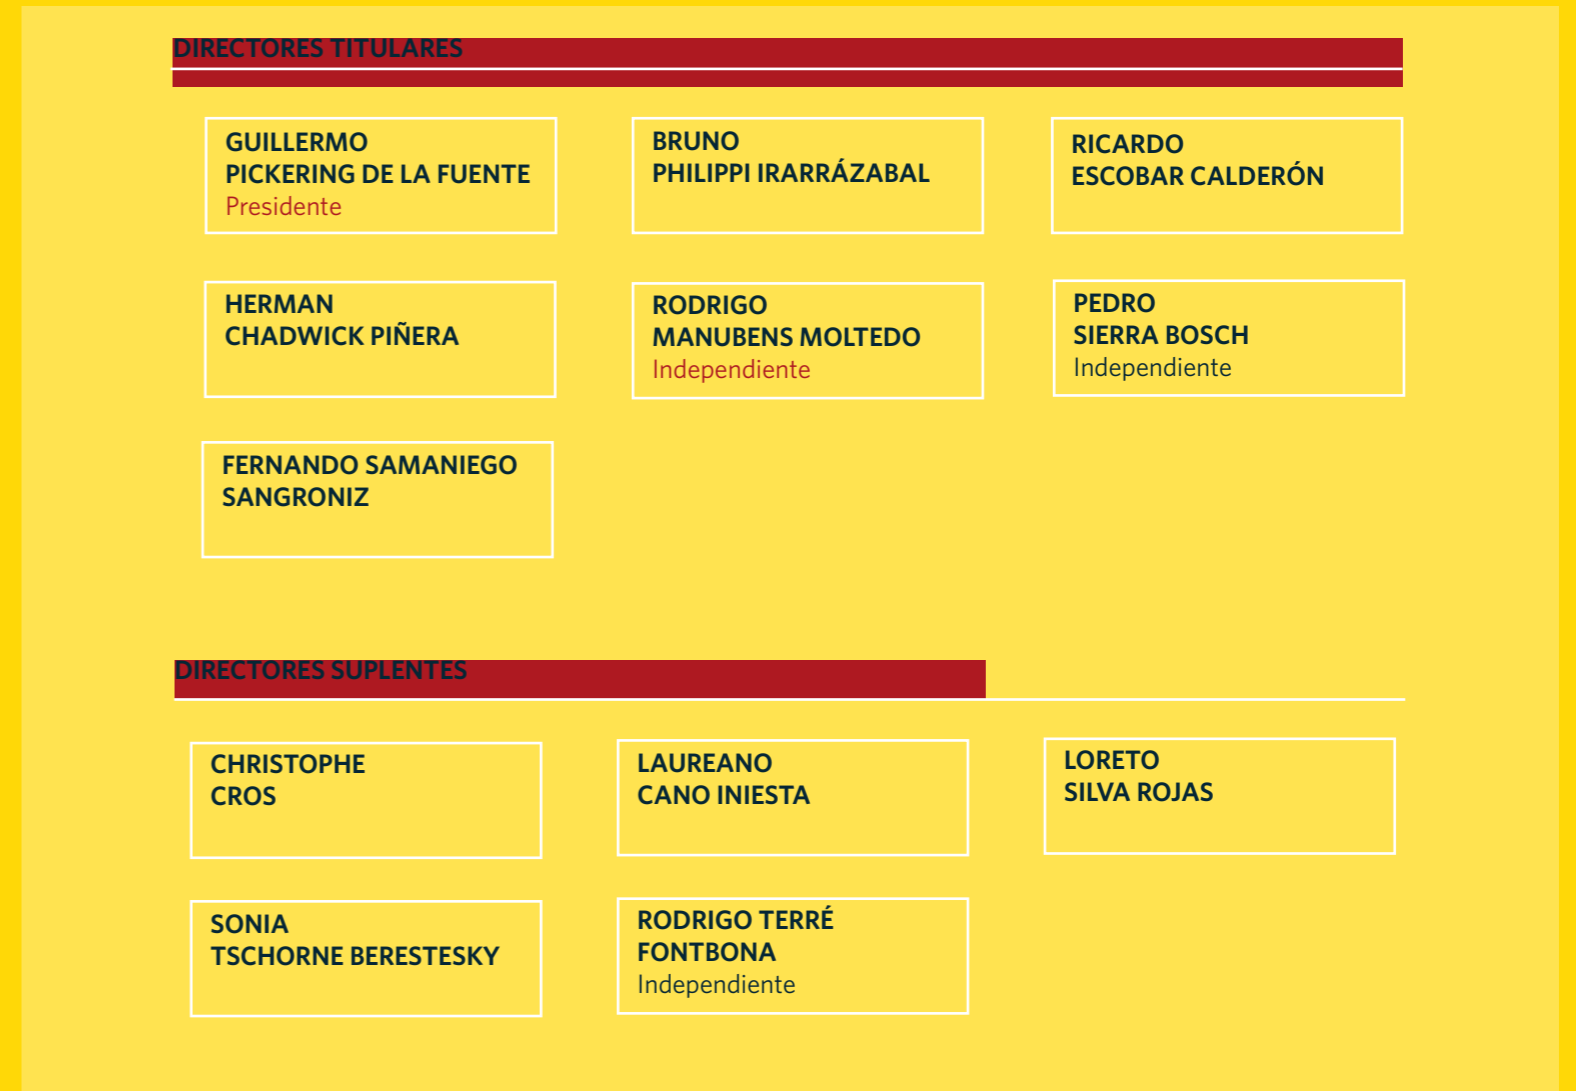 DIRECTORES TITULARES
GUILLERMO
PICKERING DE LA FUENTE
Presidente
BRUNO
PHILIPPI IRARRÁZABAL
RICARDO
ESCOBAR CALDERÓN
HERMAN
CHADWICK PIÑERA
RODRIGO
MANUBENS MOLTEDO
Independiente
PEDRO
SIERRA BOSCH
Independiente
FERNANDO SAMANIEGO
SANGRONIZ
DIRECTORES SUPLENTES
CHRISTOPHE
CROS
LAUREANO
CANO INIESTA
LORETO
SILVA ROJAS
SONIA
TSCHORNE BERESTESKY
RODRIGO TERRÉ
FONTBONA
Independiente